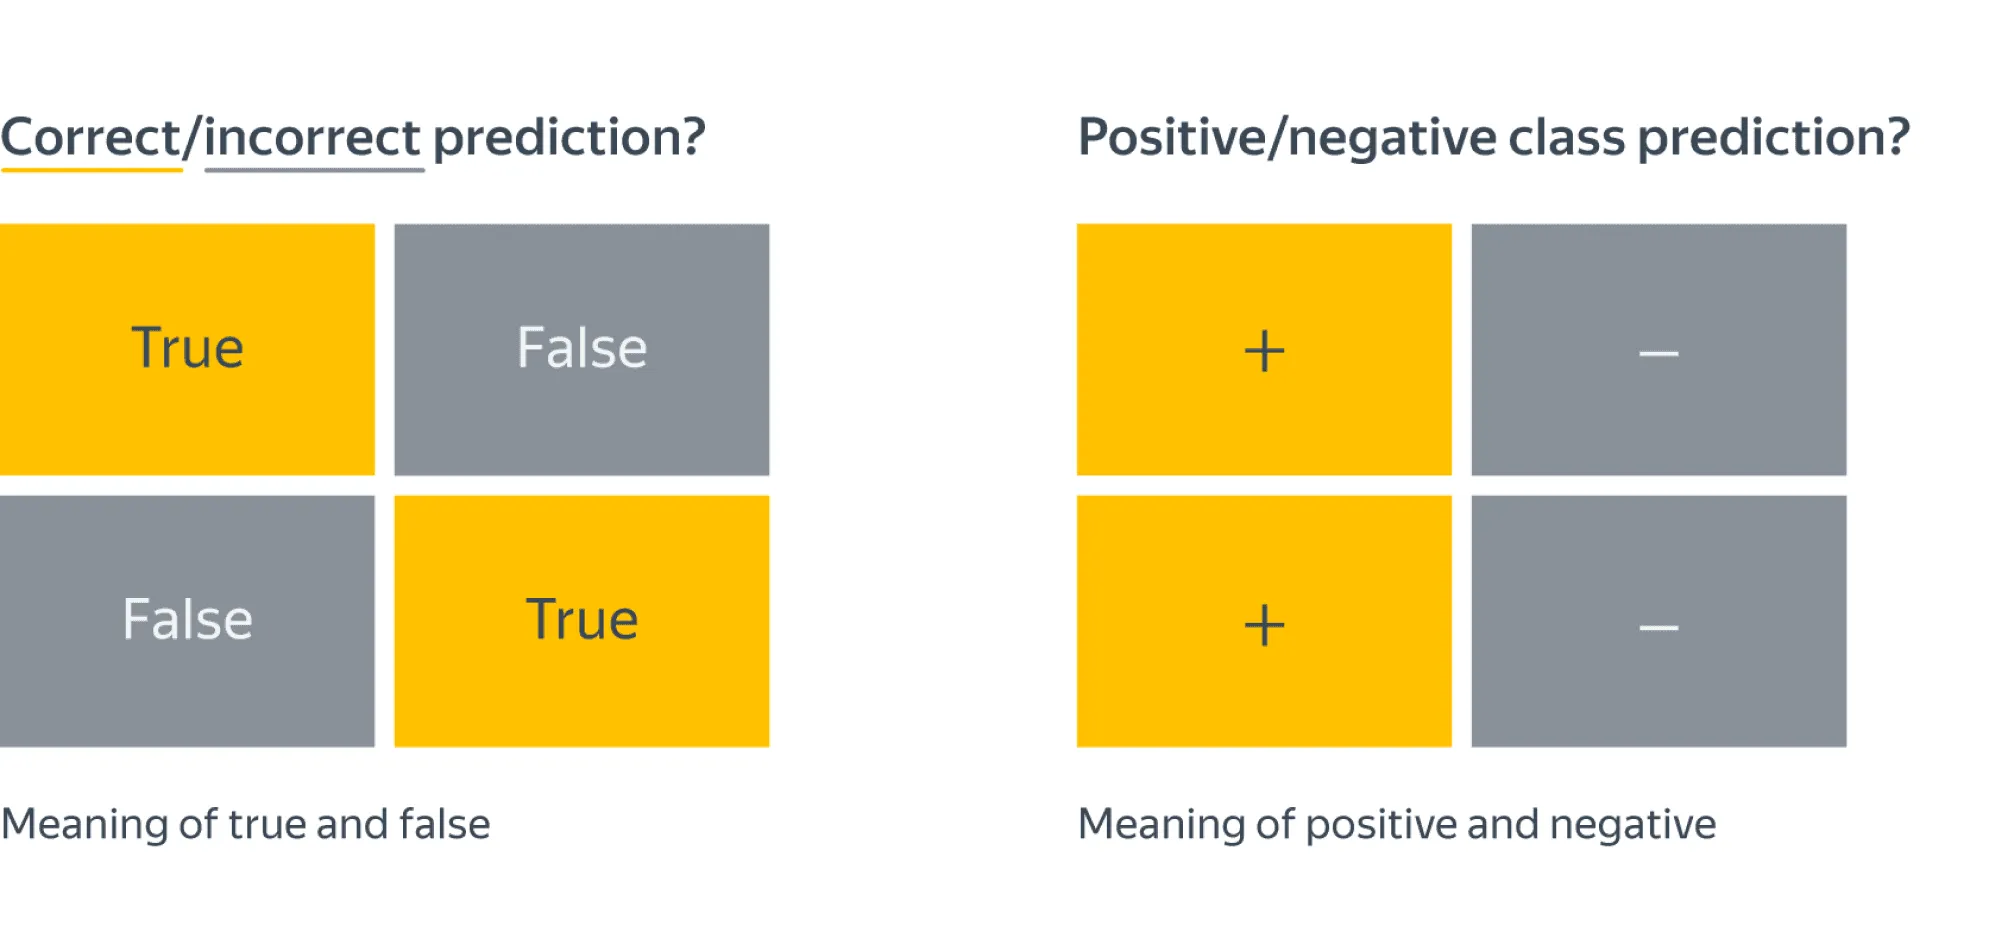 Correct/incorrect prediction?
True
False
False
True
Meaning of true and false
Positive/negative class prediction?
+
–
+
–
Meaning of positive and negative